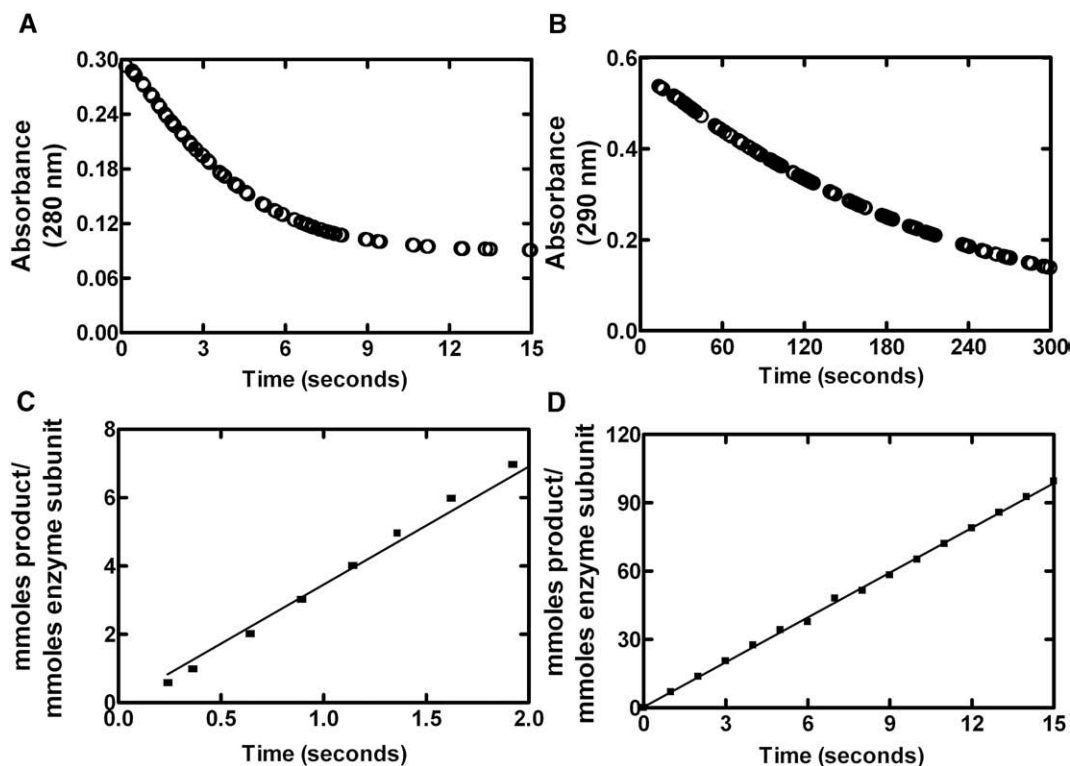 A
Absorbance
(280 nm)
0.30
0.24
0.18
0.12
0.06
0.00
0 3 6 9 12 15
Time (seconds)
B
Absorbance
(290 nm)
0.6
0.4
0.2
0.0
0 60 120 180 240 300
Time (seconds)
C
mmoles product/
mmoles enzyme subunit
8
6
4
2
0
0.0 0.5 1.0 1.5 2.0
Time (seconds)
D
mmoles product/
mmoles enzyme subunit
120
90
60
30
0
0 3 6 9 12 15
Time (seconds)